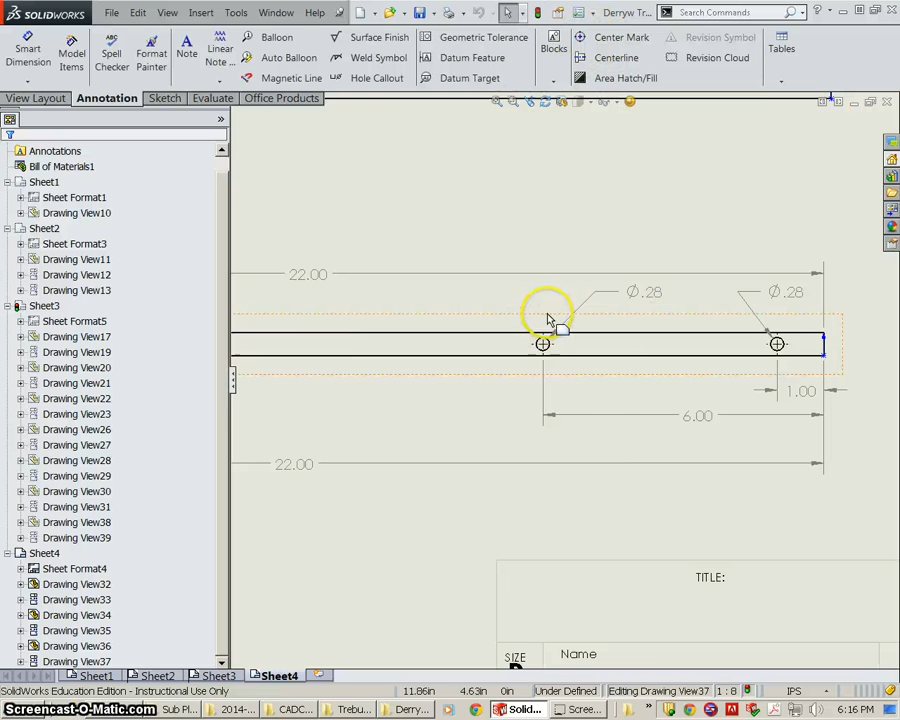 SOLIDWORKS
File Edit View Insert Tools Window Help
Derryw Tr...
Search Commands
Smart Dimension
Model Items
Spell Checker
Format Painter
Note
Linear Note ...
Balloon
Auto Balloon
Magnetic Line
Surface Finish
Weld Symbol
Hole Callout
Geometric Tolerance
Datum Feature
Datum Target
Blocks
Center Mark
Centerline
Area Hatch/Fill
Revision Symbol
Revision Cloud
Tables
View Layout Annotation Sketch Evaluate Office Products
Annotations
Bill of Materials1
Sheet1
Sheet Format1
Drawing View10
Sheet2
Sheet Format3
Drawing View11
Drawing View12
Drawing View13
Sheet3
Sheet Format5
Drawing View17
Drawing View19
Drawing View20
Drawing View21
Drawing View22
Drawing View23
Drawing View26
Drawing View27
Drawing View28
Drawing View29
Drawing View30
Drawing View31
Drawing View38
Drawing View39
Sheet4
Sheet Format4
Drawing View32
Drawing View33
Drawing View34
Drawing View35
Drawing View36
Drawing View37
22.00
Ø.28 Ø.28
1.00
6.00
22.00
TITLE:
SIZE
Name
Sheet1 Sheet2 Sheet3 Sheet4
SolidWorks Education Edition - Instructional Use Only
11.86in 4.63in 0in Under Defined Editing Drawing View37 1 : 8 IPS
Screencast-O-Matic.com
Sub Pl... 2014-... CADC... Trebu... Derry... Solid... Scree... 6:16 PM